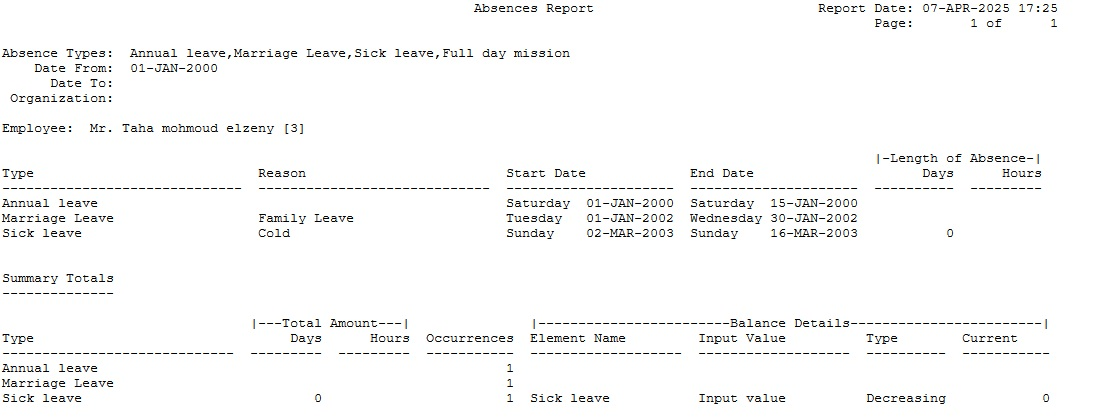 Absences Report Report Date: 07-APR-2025 17:25
Page: 1 of 1
Absence Types: Annual leave,Marriage Leave,Sick leave,Full day mission
Date From: 01-JAN-2000
Date To:
Organization:
Employee: Mr. Taha mohmoud elzeny [3]
|-Length of Absence-|
Type Reason Start Date End Date Days Hours
------------------------------ ----------------------------- --------------------- --------------------- ---------- ---------
Annual leave Saturday 01-JAN-2000 Saturday 15-JAN-2000
Marriage Leave Family Leave Tuesday 01-JAN-2002 Wednesday 30-JAN-2002
Sick leave Cold Sunday 02-MAR-2003 Sunday 16-MAR-2003 0
Summary Totals
--------------
|---Total Amount---| |------------------------Balance Details------------------------|
Type Days Hours Occurrences Element Name Input Value Type Current
----------------------------- --------- --------- ----------- ------------------- ------------------- ---------- -----------
Annual leave 1
Marriage Leave 1
Sick leave 0 1 Sick leave Input value Decreasing 0